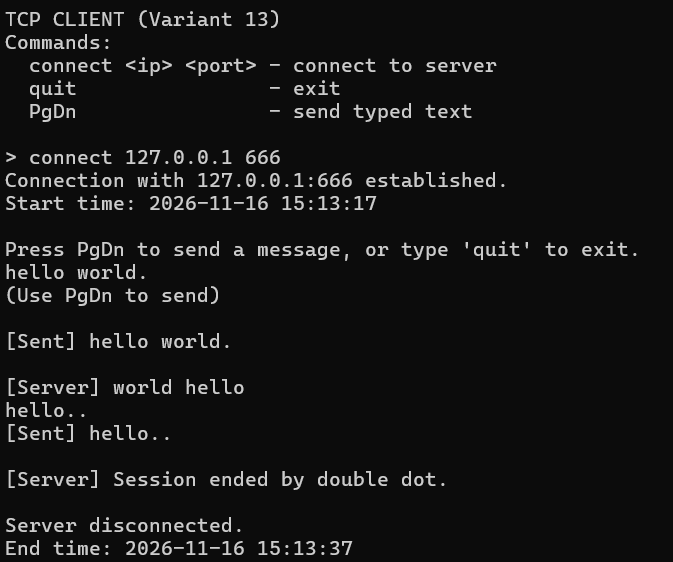 TCP CLIENT (Variant 13)
Commands:
  connect <ip> <port> - connect to server
  quit                - exit
  PgDn                - send typed text
> connect 127.0.0.1 666
Connection with 127.0.0.1:666 established.
Start time: 2026-11-16 15:13:17
Press PgDn to send a message, or type 'quit' to exit.
hello world.
(Use PgDn to send)
[Sent] hello world.
[Server] world hello
hello..
[Sent] hello..
[Server] Session ended by double dot.
Server disconnected.
End time: 2026-11-16 15:13:37